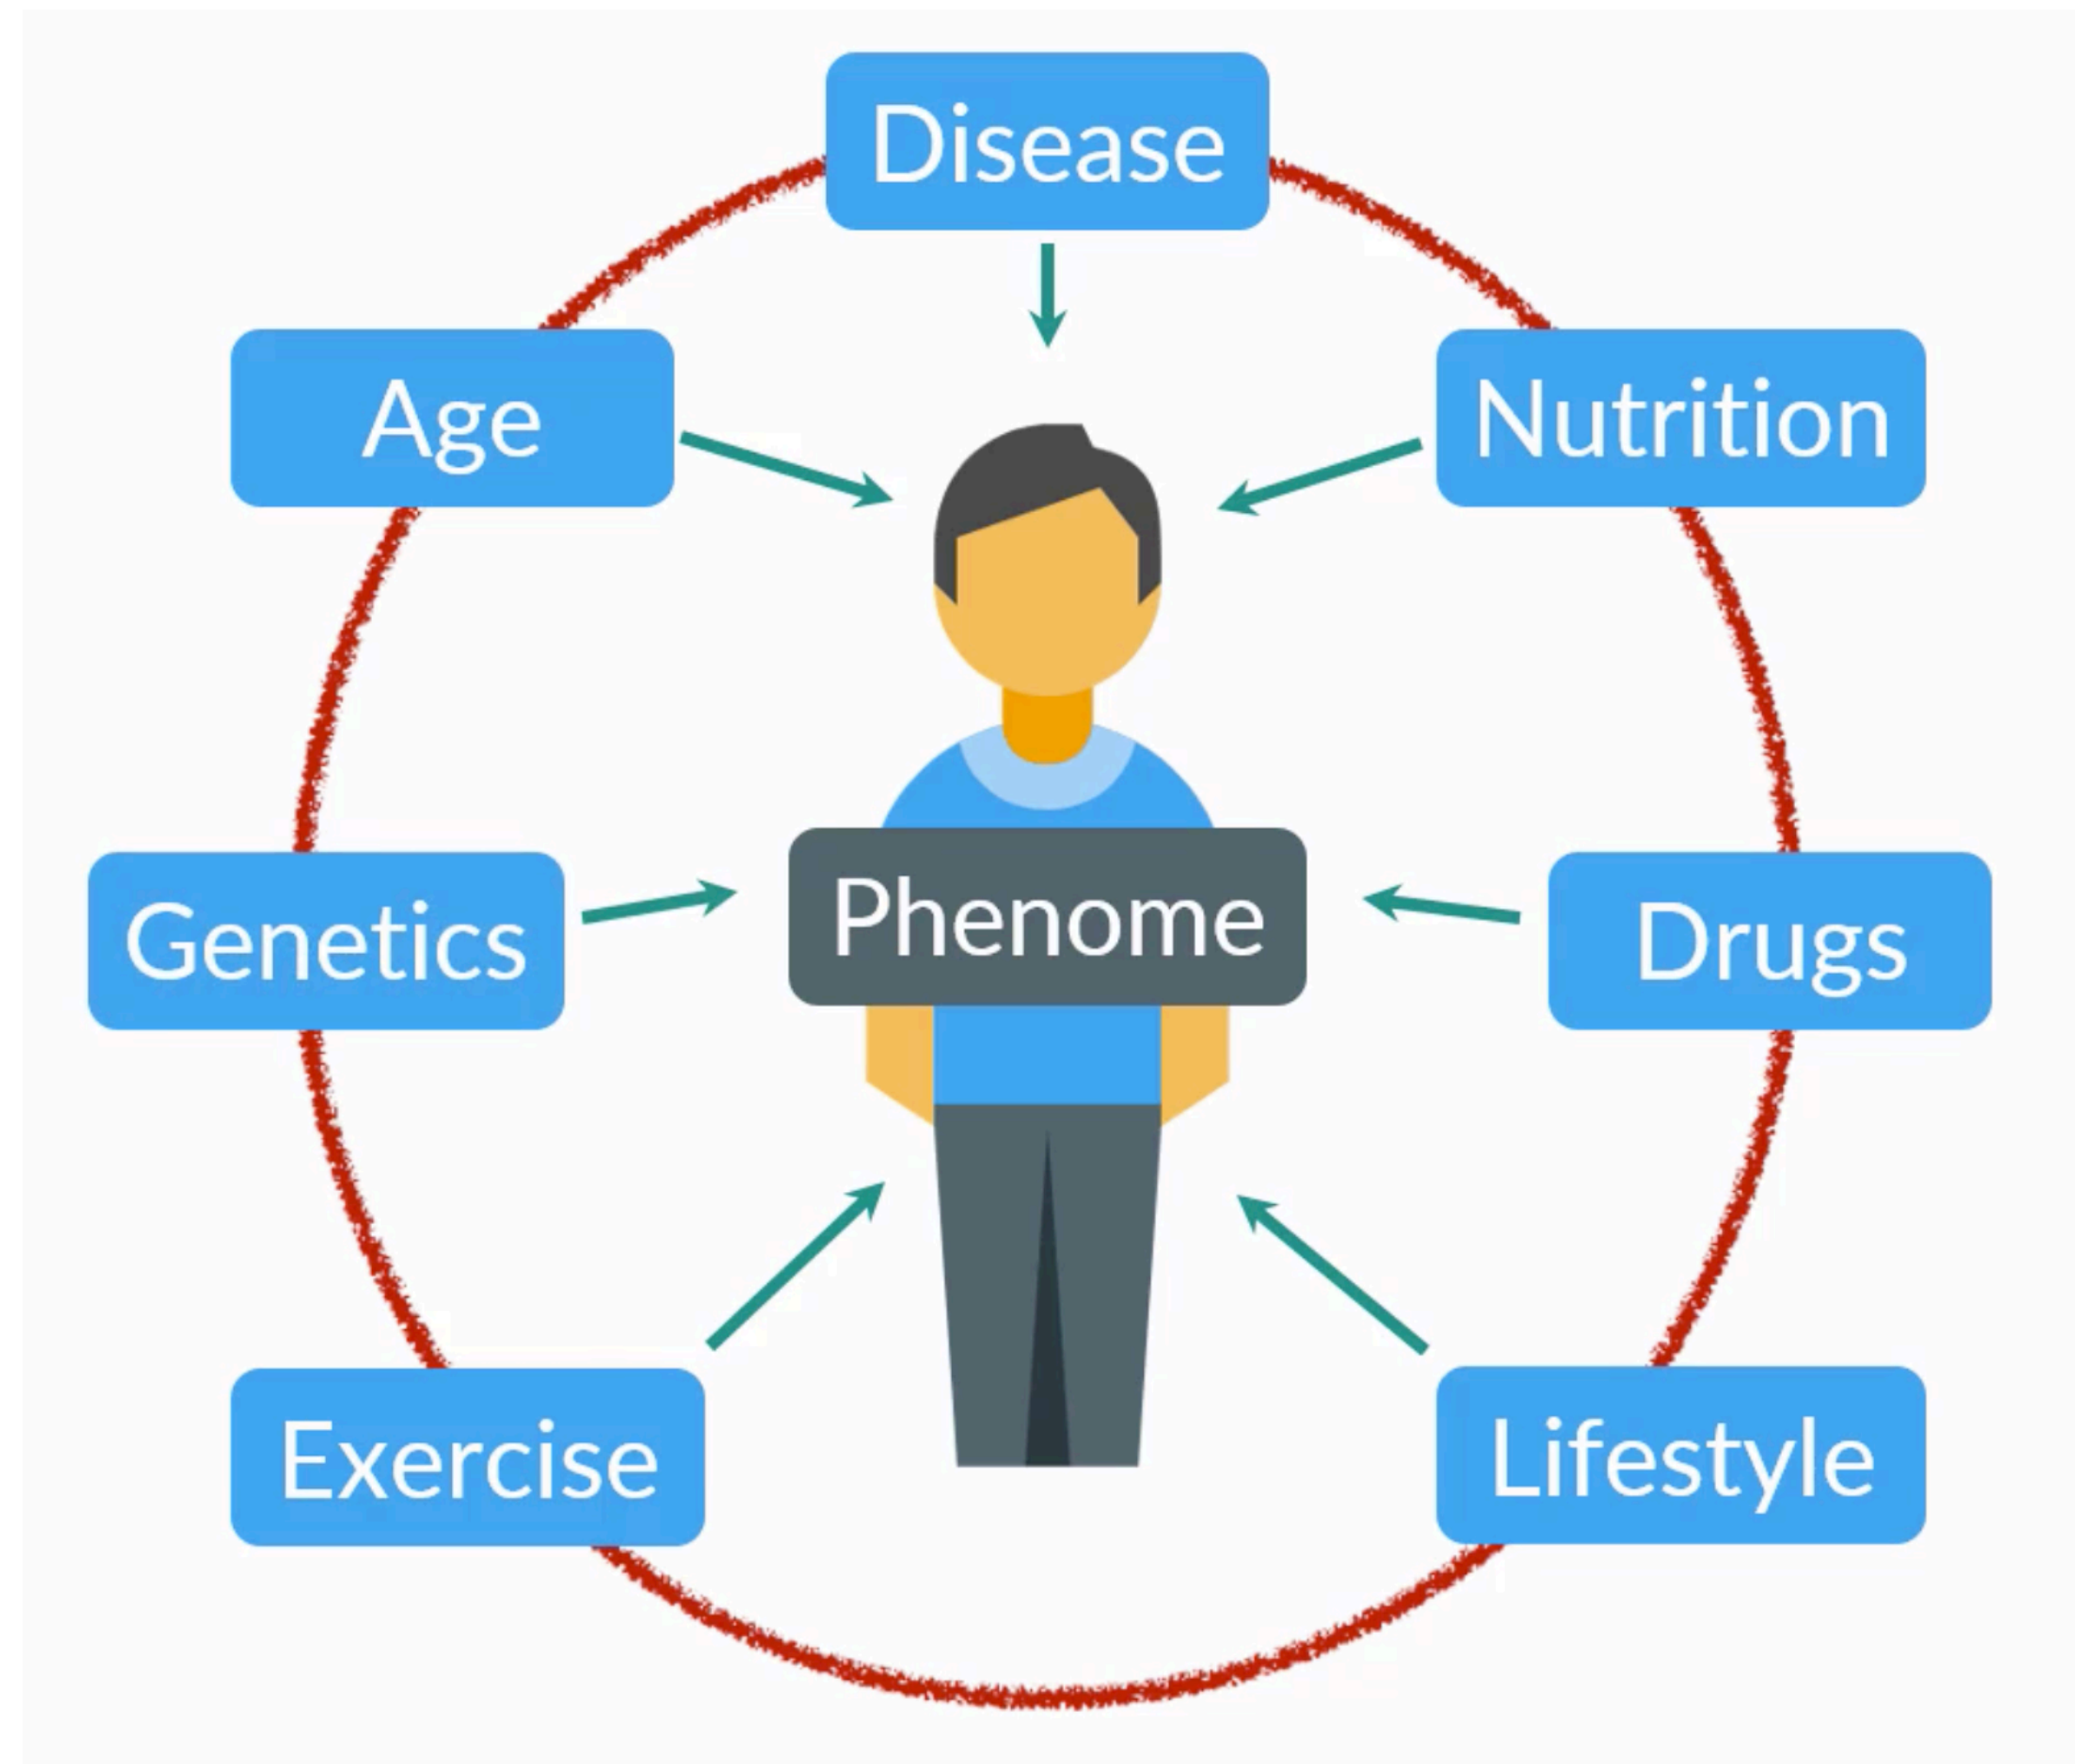 Disease
Age
Nutrition
Genetics
Phenome
Drugs
Exercise
Lifestyle